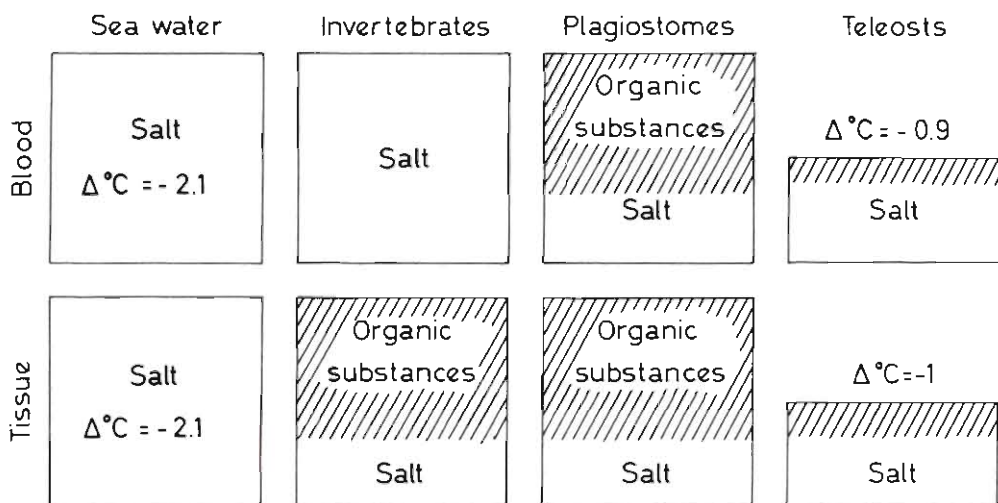 Sea water
Invertebrates
Plagiostomes
Teleosts
Blood
Salt
Δ°C = - 2.1
Salt
Organic
substances
Salt
Δ°C = - 0.9
Salt
Tissue
Salt
Δ°C = - 2.1
Organic
substances
Salt
Organic
substances
Salt
Δ°C =-1
Salt